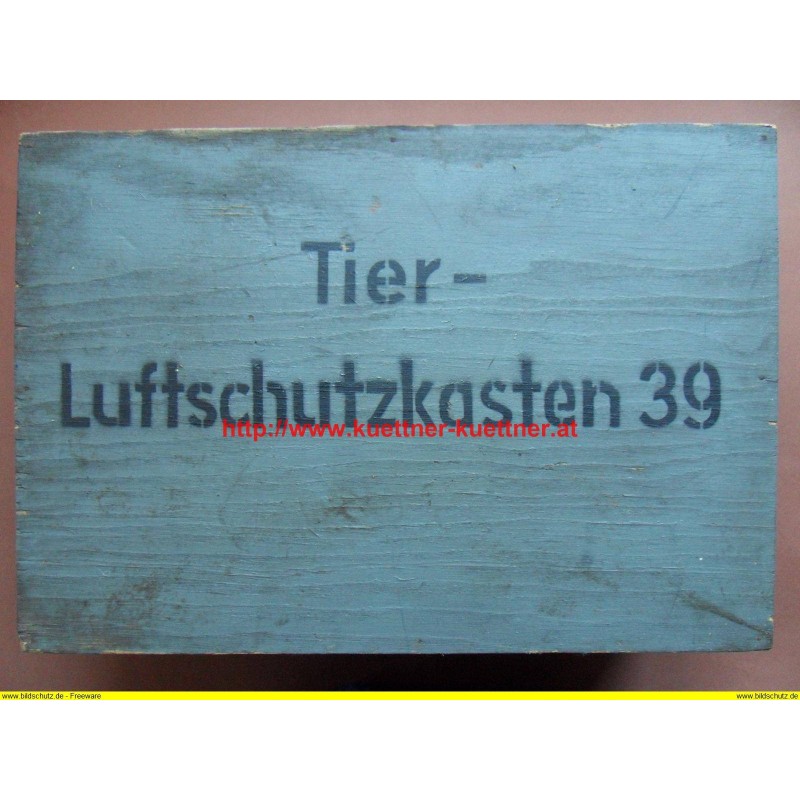 Tier-
Luftschutzkasten 39
http://www.kuettner-kuettner.at
www.bildschutz.de - Freeware www.bildschutz.de